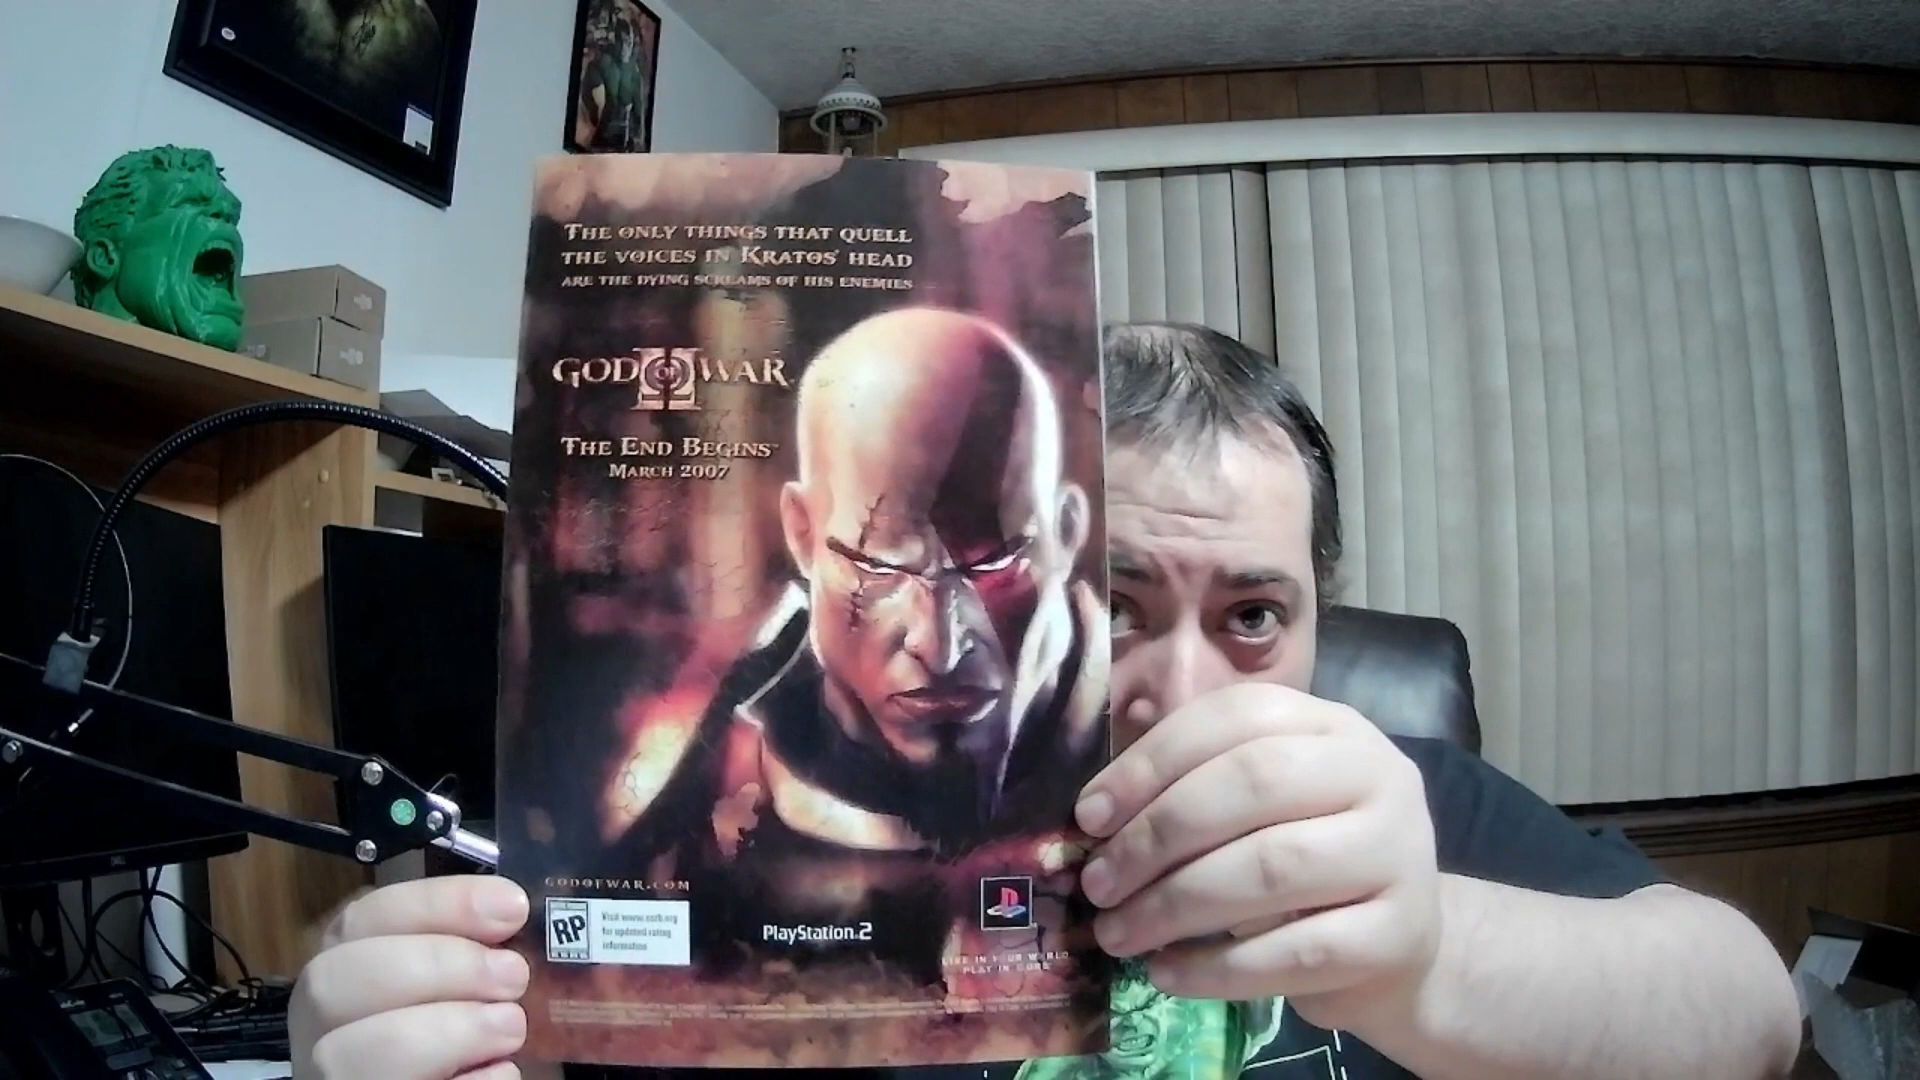 THE ONLY THINGS THAT QUELL
THE VOICES IN KRATOS' HEAD
ARE THE DYING SCREAMS OF HIS ENEMIES
GOD OF WAR II
THE END BEGINS™
MARCH 2007
GODOFWAR.COM
RP
Visit www.esrb.org
for updated rating
information
PlayStation.2
LIVE IN YOUR WORLD
PLAY IN OURS
DELL